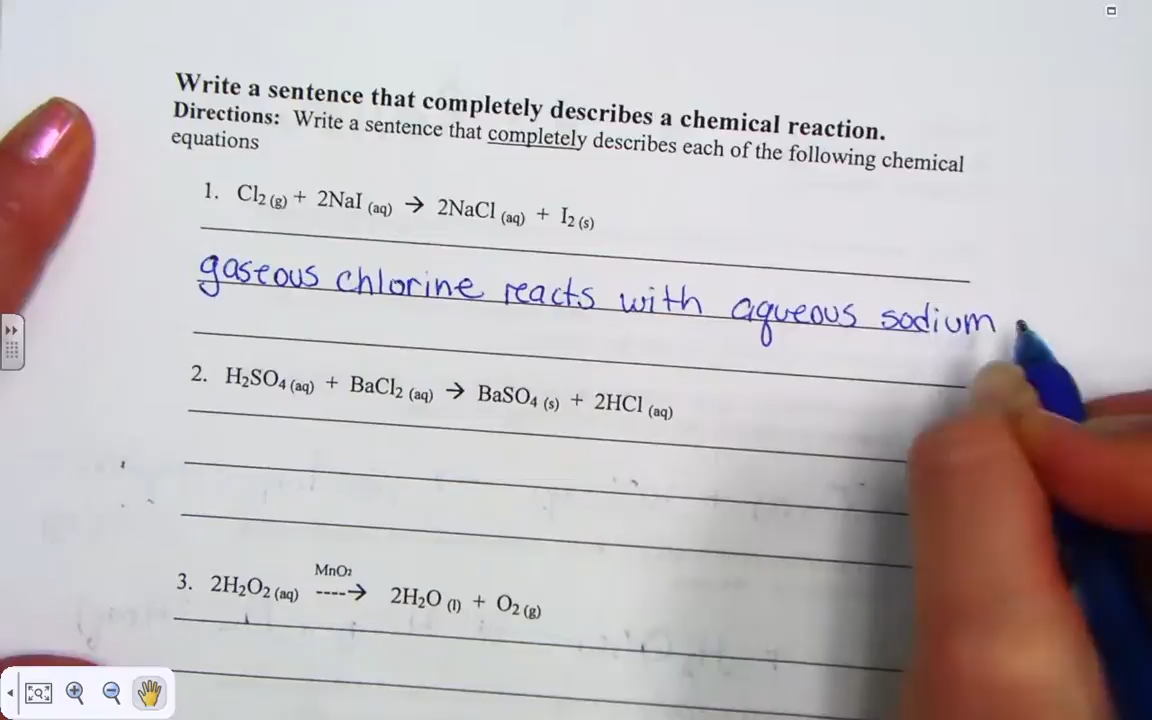 Write a sentence that completely describes a chemical reaction.
Directions: Write a sentence that completely describes each of the following chemical
equations
1. Cl₂ (g) + 2NaI (aq) → 2NaCl (aq) + I₂ (s)
gaseous chlorine reacts with aqueous sodium
2. H₂SO₄ (aq) + BaCl₂ (aq) → BaSO₄ (s) + 2HCl (aq)
MnO₂
3. 2H₂O₂ (aq) ----→ 2H₂O (l) + O₂ (g)